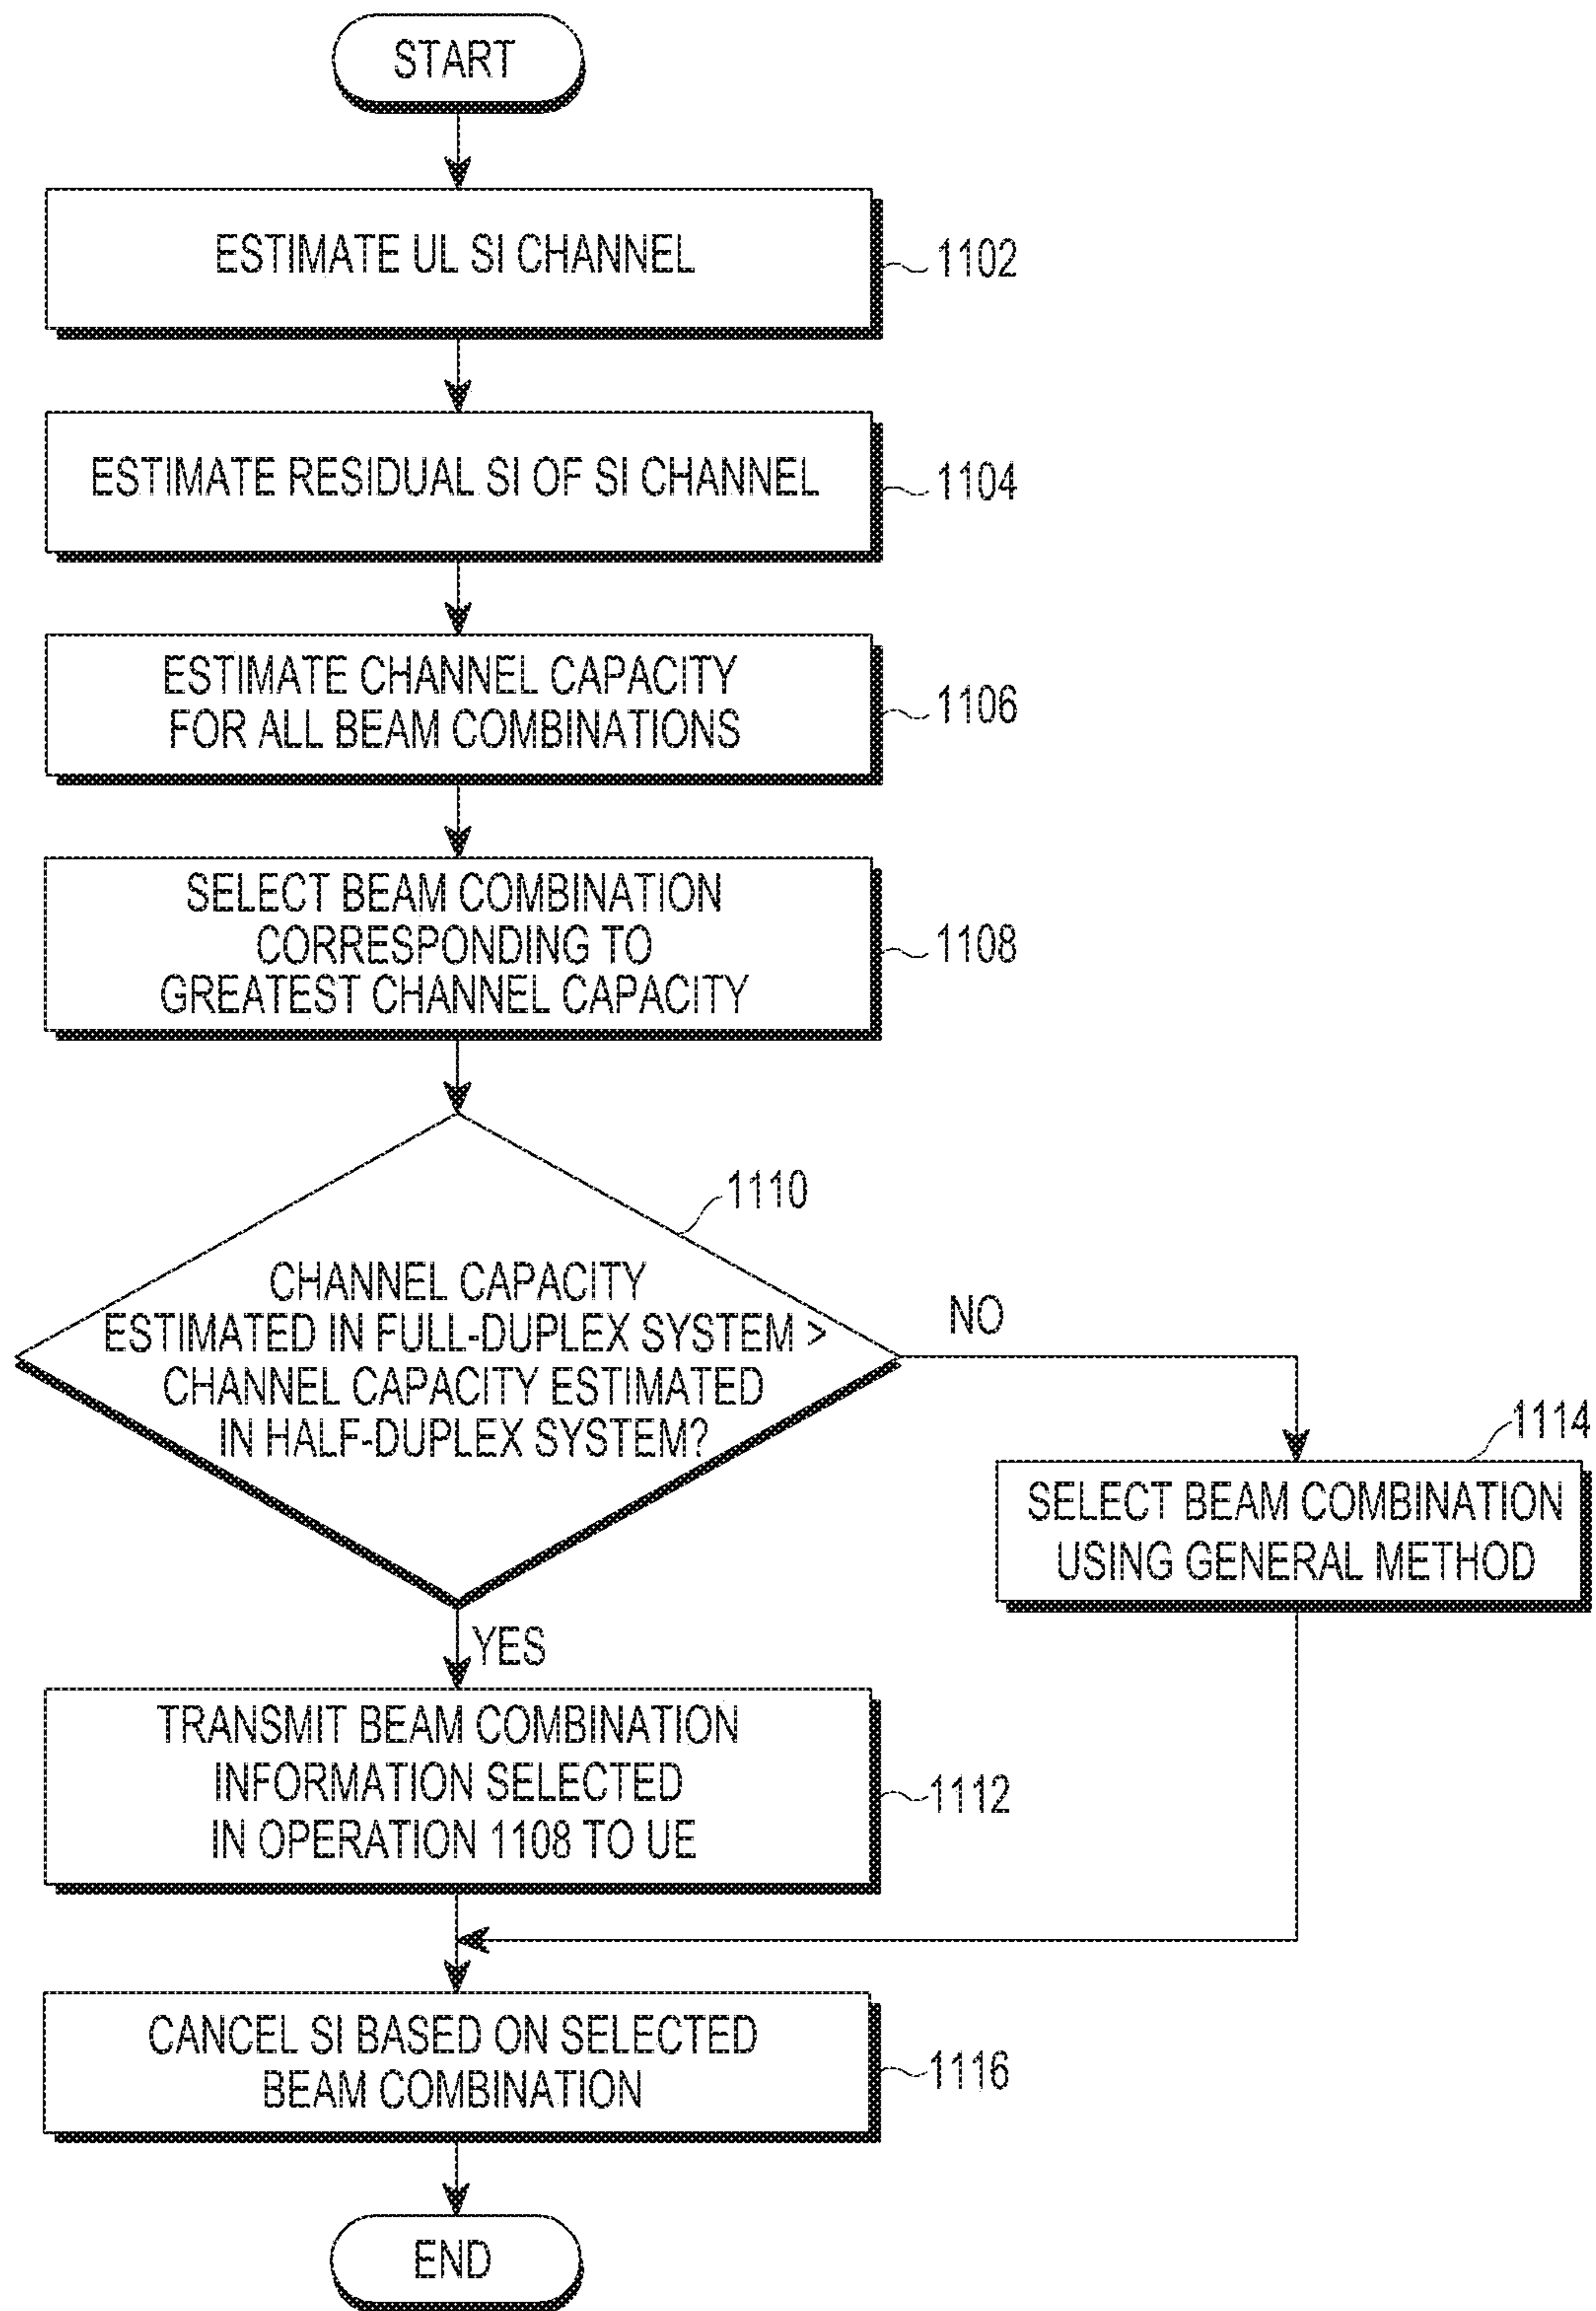 START
ESTIMATE UL SI CHANNEL
1102
ESTIMATE RESIDUAL SI OF SI CHANNEL
1104
ESTIMATE CHANNEL CAPACITY
FOR ALL BEAM COMBINATIONS
1106
SELECT BEAM COMBINATION
CORRESPONDING TO
GREATEST CHANNEL CAPACITY
1108
1110
CHANNEL CAPACITY
ESTIMATED IN FULL-DUPLEX SYSTEM >
CHANNEL CAPACITY ESTIMATED
IN HALF-DUPLEX SYSTEM?
NO
1114
SELECT BEAM COMBINATION
USING GENERAL METHOD
YES
TRANSMIT BEAM COMBINATION
INFORMATION SELECTED
IN OPERATION 1108 TO UE
1112
CANCEL SI BASED ON SELECTED
BEAM COMBINATION
1116
END